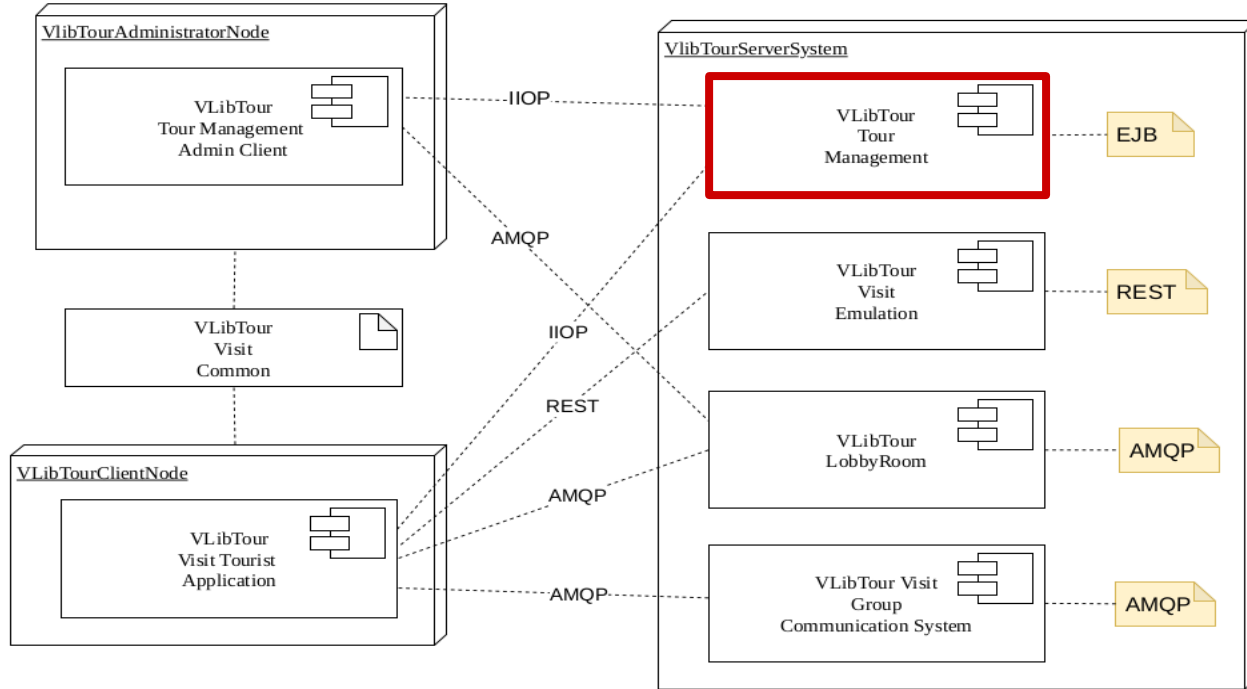 VlibTourAdministratorNode
VLibTour
Tour Management
Admin Client
VLibTour
Visit
Common
VLibTourClientNode
VLibTour
Visit Tourist
Application
IIOP
AMQP
IIOP
REST
AMQP
AMQP
VlibTourServerSystem
VLibTour
Tour
Management
EJB
VLibTour
Visit
Emulation
REST
VLibTour
LobbyRoom
AMQP
VLibTour Visit
Group
Communication System
AMQP